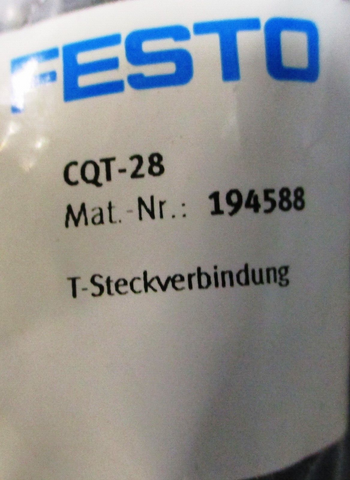 FESTO
CQT-28
Mat.-Nr.: 194588
T-Steckverbindung